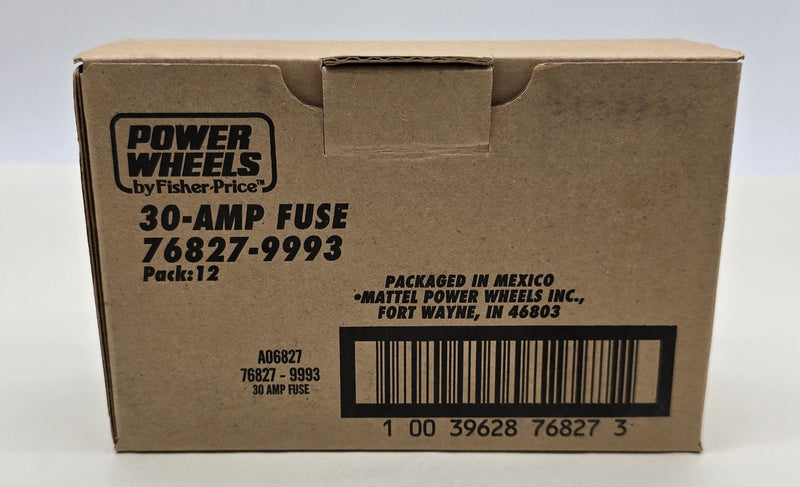 POWER
WHEELS
by Fisher-Price™
30-AMP FUSE
76827-9993
Pack:12
PACKAGED IN MEXICO
•MATTEL POWER WHEELS INC.,
FORT WAYNE, IN 46803
A06827
76827 - 9993
30 AMP FUSE
1 00 39628 76827 3